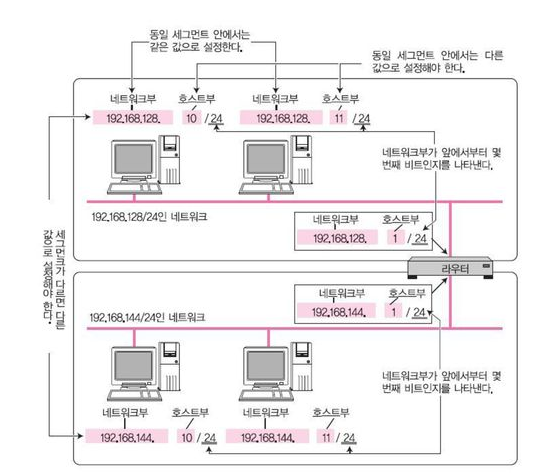 동일 세그먼트 안에서는
같은 값으로 설정한다.
동일 세그먼트 안에서는 다른
값으로 설정해야 한다.
네트워크부 호스트부 네트워크부 호스트부
192.168.128. 10 /24 192.168.128. 11 /24
네트워크부가 앞에서부터 몇
번째 비트인지를 나타낸다.
192.168.128/24인 네트워크
네트워크부 호스트부
192.168.128. 1 /24
라우터
세그먼크가 다르면 다른
값으로 설정해야 한다.
네트워크부 호스트부
192.168.144. 1 /24
192.168.144/24인 네트워크
네트워크부가 앞에서부터 몇
번째 비트인지를 나타낸다.
네트워크부 호스트부 네트워크부 호스트부
192.168.144. 10 /24 192.168.144. 11 /24